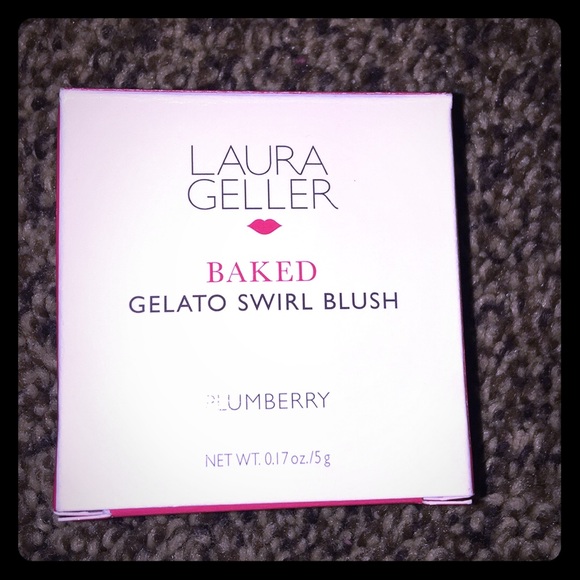 LAURA
GELLER
BAKED
GELATO SWIRL BLUSH
PLUMBERRY
NET WT. 0.17 oz./5 g